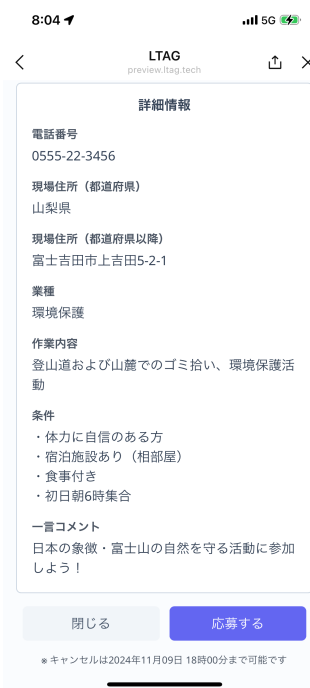 8:04
5G
LTAG
preview.ltag.tech
詳細情報
電話番号
0555-22-3456
現場住所（都道府県）
山梨県
現場住所（都道府県以降）
富士吉田市上吉田5-2-1
業種
環境保護
作業内容
登山道および山麓でのゴミ拾い、環境保護活
動
条件
・体力に自信のある方
・宿泊施設あり（相部屋）
・食事付き
・初日朝6時集合
一言コメント
日本の象徴・富士山の自然を守る活動に参加
しよう！
閉じる
応募する
※キャンセルは2024年11月09日 18時00分まで可能です